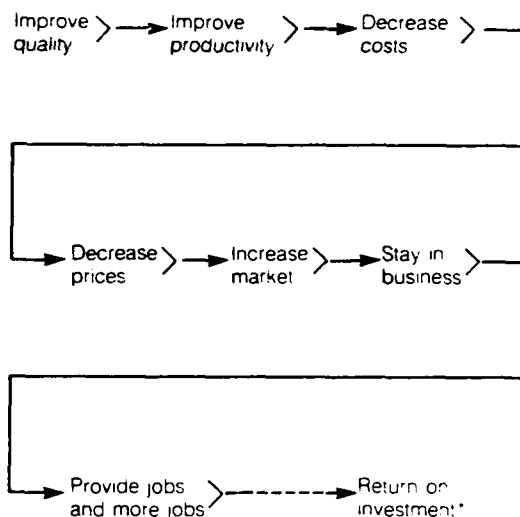 Improve
quality
Improve
productivity
Decrease
costs
Decrease
prices
Increase
market
Stay in
business
Provide jobs
and more jobs
Return on
investment*